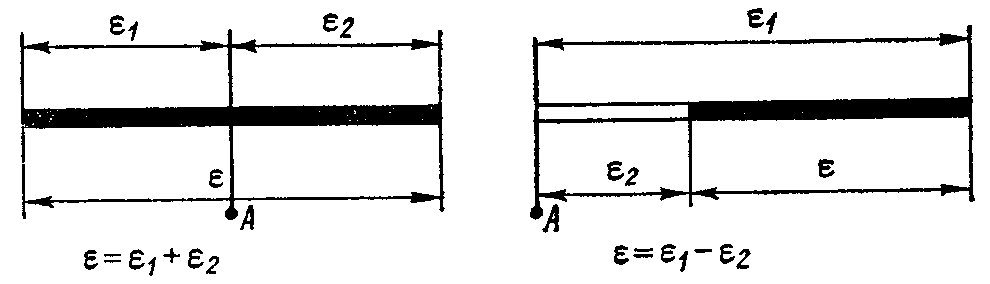 ε₁ ε₂ ε₁
ε ε₂ ε
A A
ε = ε₁ + ε₂ ε = ε₁ − ε₂